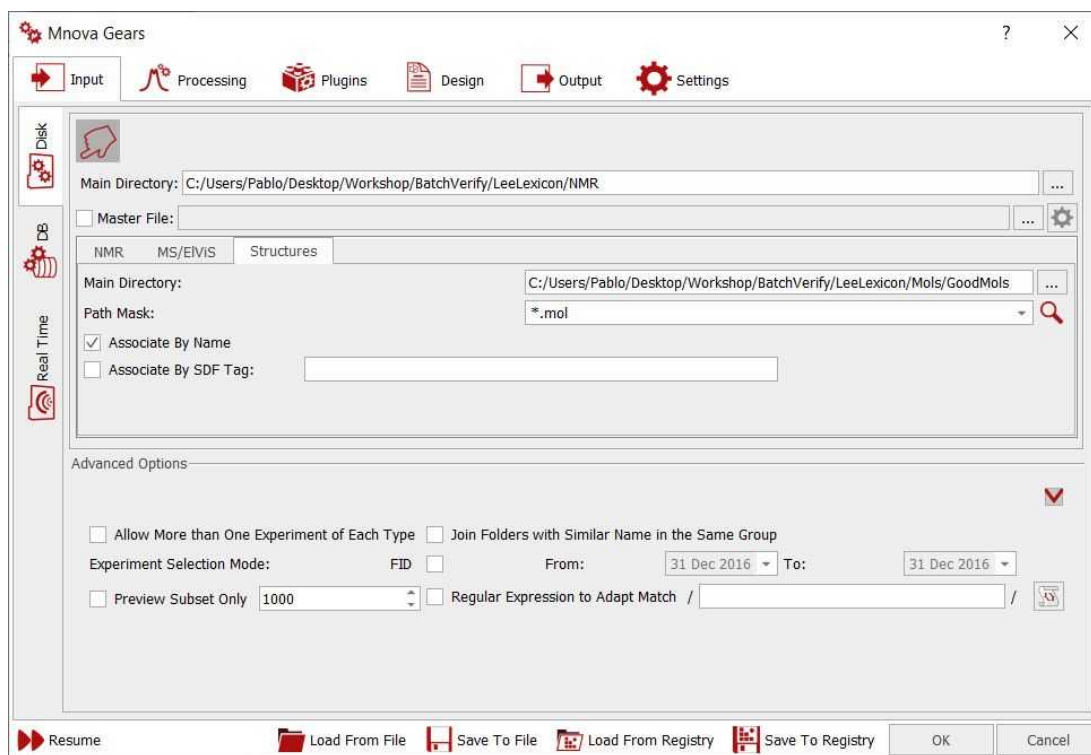 Mnova Gears ?
Input Processing Plugins Design Output Settings
Disk
DB
Real Time
Main Directory: C:/Users/Pablo/Desktop/Workshop/BatchVerify/LeeLexicon/NMR ...
Master File: ...
NMR MS/ElViS Structures
Main Directory: C:/Users/Pablo/Desktop/Workshop/BatchVerify/LeeLexicon/Mols/GoodMols ...
Path Mask: *.mol
Associate By Name
Associate By SDF Tag:
Advanced Options
Allow More than One Experiment of Each Type Join Folders with Similar Name in the Same Group
Experiment Selection Mode: FID From: 31 Dec 2016 To: 31 Dec 2016
Preview Subset Only 1000 Regular Expression to Adapt Match / /
Resume Load From File Save To File Load From Registry Save To Registry OK Cancel